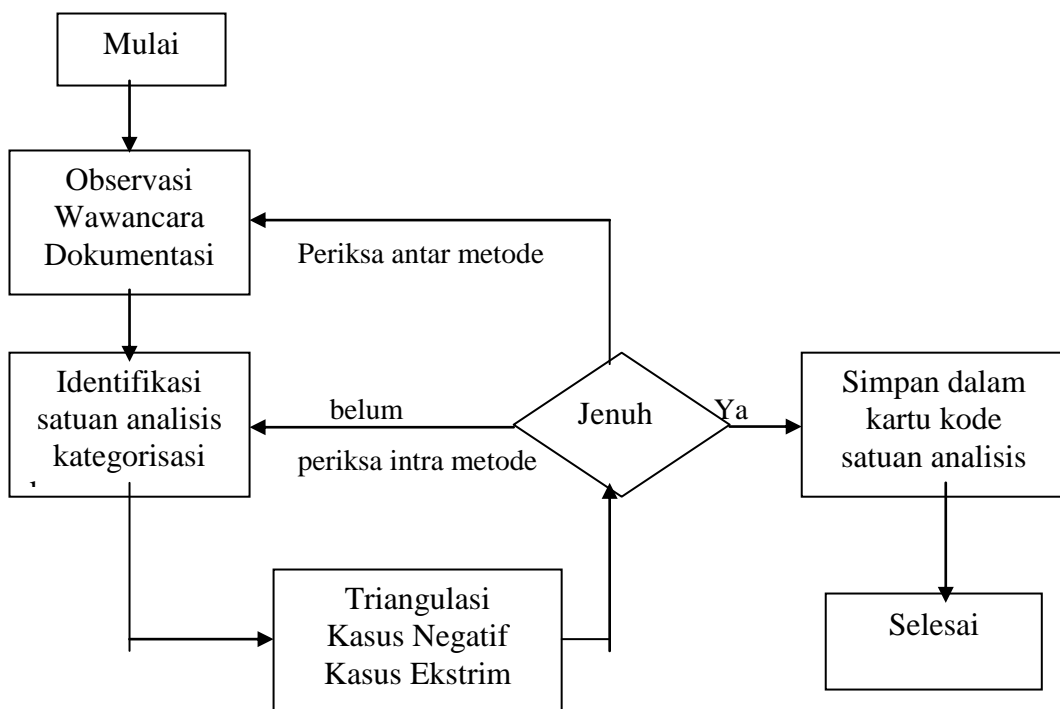 Mulai
Observasi
Wawancara
Dokumentasi
Periksa antar metode
Identifikasi
satuan analisis
kategorisasi
belum
periksa intra metode
Jenuh
Ya
Simpan dalam
kartu kode
satuan analisis
Triangulasi
Kasus Negatif
Kasus Ekstrim
Selesai